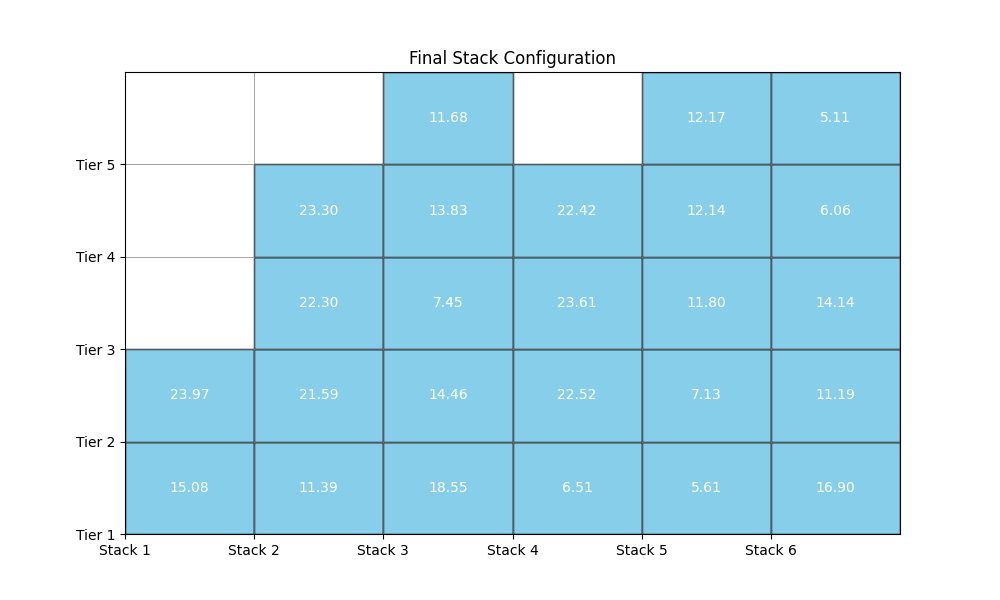 Final Stack Configuration
11.68 12.17 5.11
Tier 5
23.30 13.83 22.42 12.14 6.06
Tier 4
22.30 7.45 23.61 11.80 14.14
Tier 3
23.97 21.59 14.46 22.52 7.13 11.19
Tier 2
15.08 11.39 18.55 6.51 5.61 16.90
Tier 1
Stack 1 Stack 2 Stack 3 Stack 4 Stack 5 Stack 6